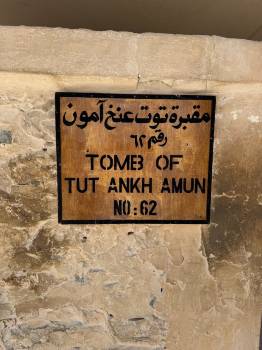 مقبرة توت عنخ آمون
رقم ٦٢
TOMB OF
TUT ANKH AMUN
NO: 62